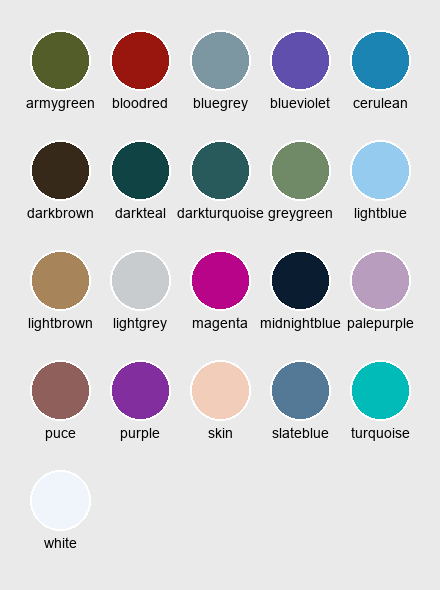 armygreen bloodred bluegrey blueviolet cerulean
darkbrown darkteal darkturquoise greygreen lightblue
lightbrown lightgrey magenta midnightblue palepurple
puce purple skin slateblue turquoise
white